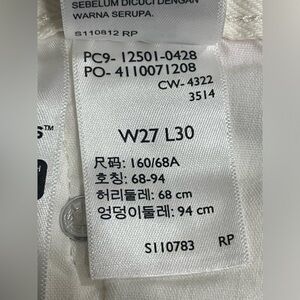 SEBELUM DICUCI DENGAN
WARNA SERUPA.
S110812 RP
PC9- 12501-0428
PO- 4110071208
CW- 4322
3514
W27 L30
尺码: 160/68A
호칭: 68-94
허리둘레: 68 cm
엉덩이둘레: 94 cm
S110783 RP